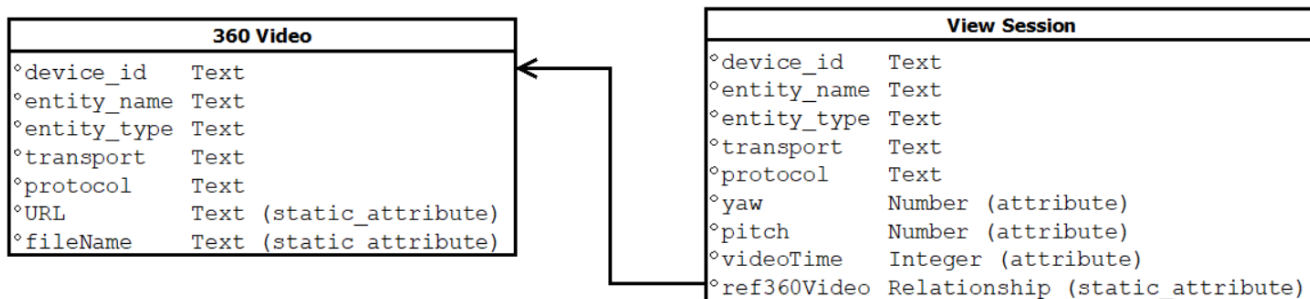 360 Video
°device_id Text
°entity_name Text
°entity_type Text
°transport Text
°protocol Text
°URL Text (static_attribute)
°fileName Text (static attribute)
View Session
°device_id Text
°entity_name Text
°entity_type Text
°transport Text
°protocol Text
°yaw Number (attribute)
°pitch Number (attribute)
°videoTime Integer (attribute)
°ref360Video Relationship (static_attribute)